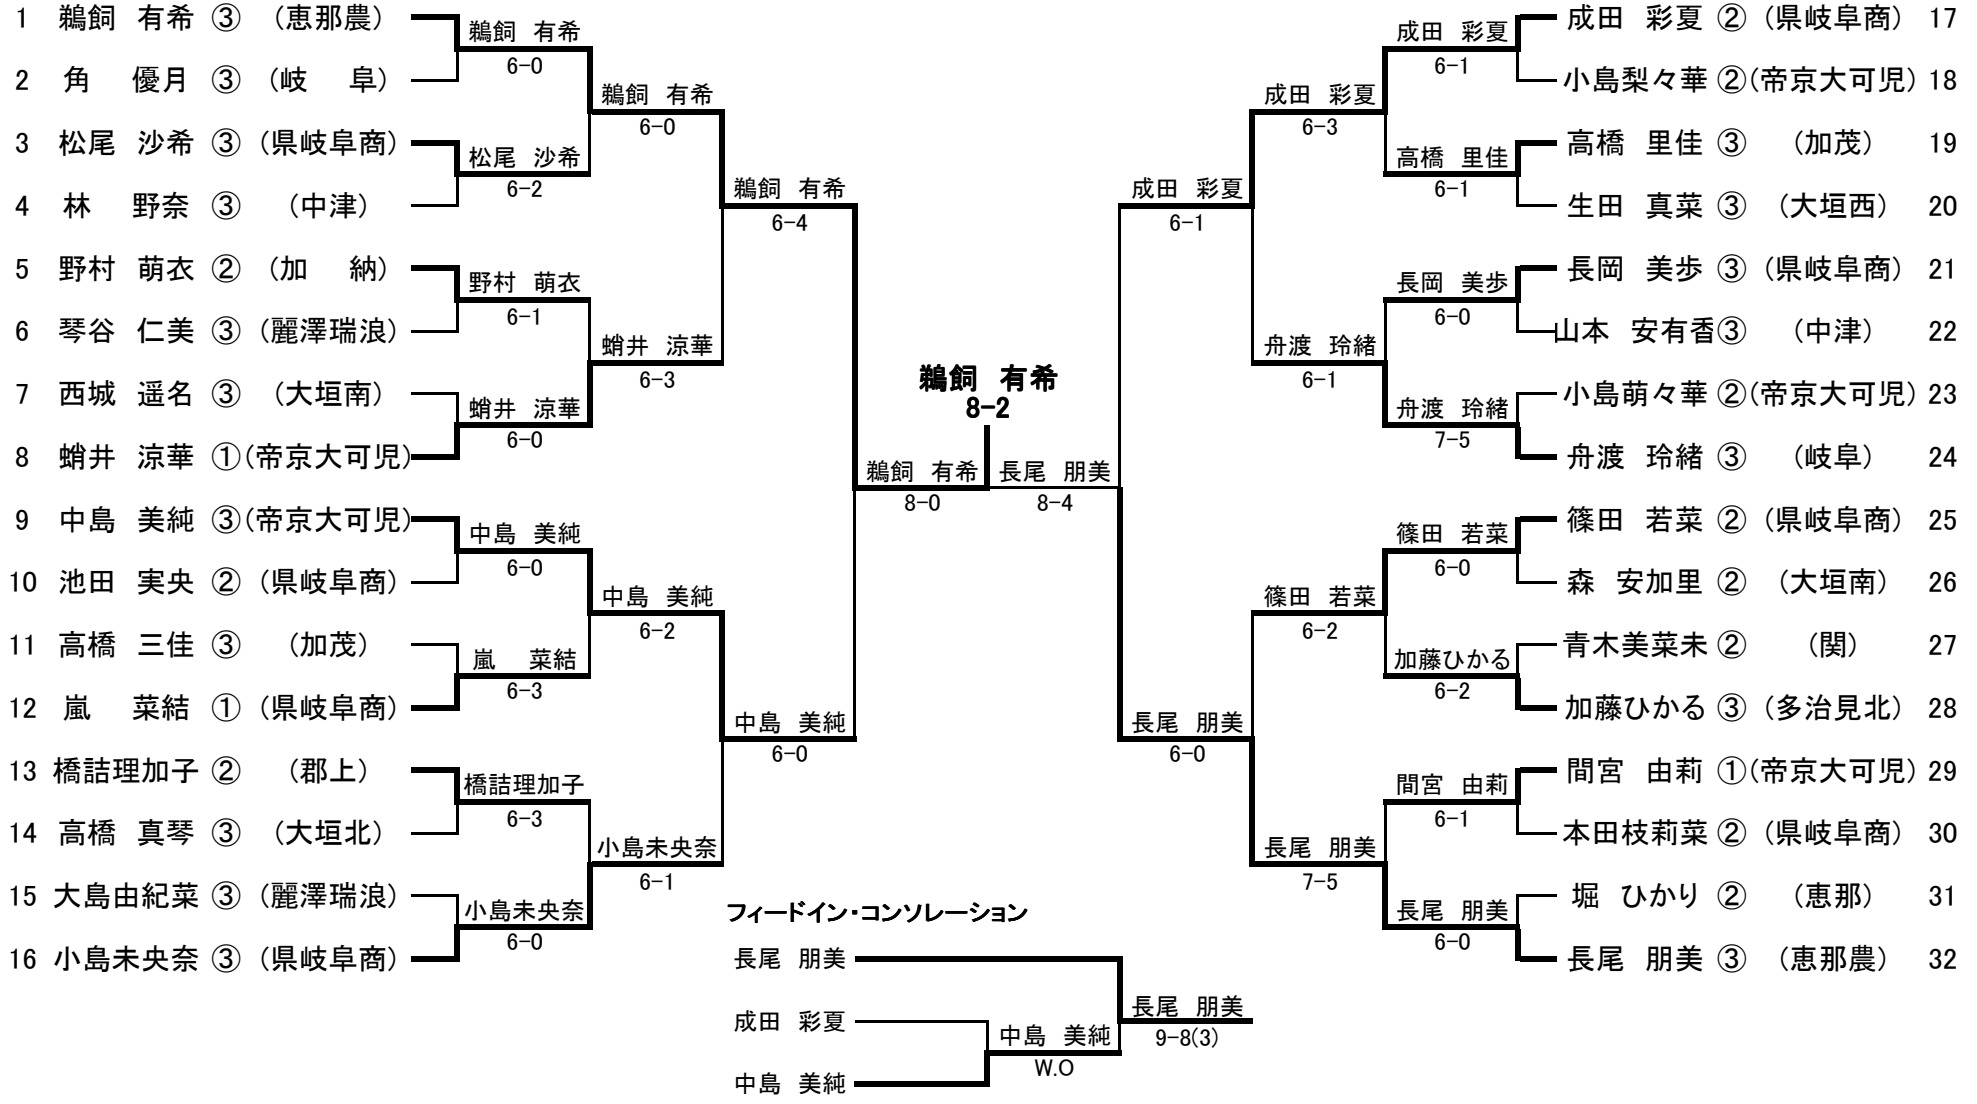 1 鵜飼 有希 ③ （恵那農）
2 角 優月 ③ （岐 阜）
3 松尾 沙希 ③ （県岐阜商）
4 林 野奈 ③ （中津）
5 野村 萌衣 ② （加 納）
6 琴谷 仁美 ③ （麗澤瑞浪）
7 西城 遥名 ③ （大垣南）
8 蛸井 涼華 ① （帝京大可児）
9 中島 美純 ③ （帝京大可児）
10 池田 実央 ② （県岐阜商）
11 高橋 三佳 ③ （加茂）
12 嵐 菜結 ① （県岐阜商）
13 橋詰理加子 ② （郡上）
14 高橋 真琴 ③ （大垣北）
15 大島由紀菜 ③ （麗澤瑞浪）
16 小島未央奈 ③ （県岐阜商）
鵜飼 有希
6-0
松尾 沙希
6-2
野村 萌衣
6-1
蛸井 涼華
6-0
中島 美純
6-0
嵐 菜結
6-3
橋詰理加子
6-3
小島未央奈
6-0
鵜飼 有希
6-0
蛸井 涼華
6-3
中島 美純
6-2
小島未央奈
6-1
鵜飼 有希
6-4
中島 美純
6-0
鵜飼 有希
8-0
鵜飼 有希
8-2
長尾 朋美
8-4
成田 彩夏
6-1
長尾 朋美
6-0
成田 彩夏
6-3
舟渡 玲緒
6-1
篠田 若菜
6-2
長尾 朋美
7-5
成田 彩夏
6-1
高橋 里佳
6-1
長岡 美歩
6-0
舟渡 玲緒
7-5
篠田 若菜
6-0
加藤ひかる
6-2
間宮 由莉
6-1
長尾 朋美
6-0
成田 彩夏 ② （県岐阜商） 17
小島梨々華 ② （帝京大可児） 18
高橋 里佳 ③ （加茂） 19
生田 真菜 ③ （大垣西） 20
長岡 美歩 ③ （県岐阜商） 21
山本 安有香 ③ （中津） 22
小島萌々華 ② （帝京大可児） 23
舟渡 玲緒 ③ （岐阜） 24
篠田 若菜 ② （県岐阜商） 25
森 安加里 ② （大垣南） 26
青木美菜未 ② （関） 27
加藤ひかる ③ （多治見北） 28
間宮 由莉 ① （帝京大可児） 29
本田枝莉菜 ② （県岐阜商） 30
堀 ひかり ② （恵那） 31
長尾 朋美 ③ （恵那農） 32
フィードイン・コンソレーション
長尾 朋美
成田 彩夏
中島 美純
中島 美純
W.O
長尾 朋美
9-8(3)